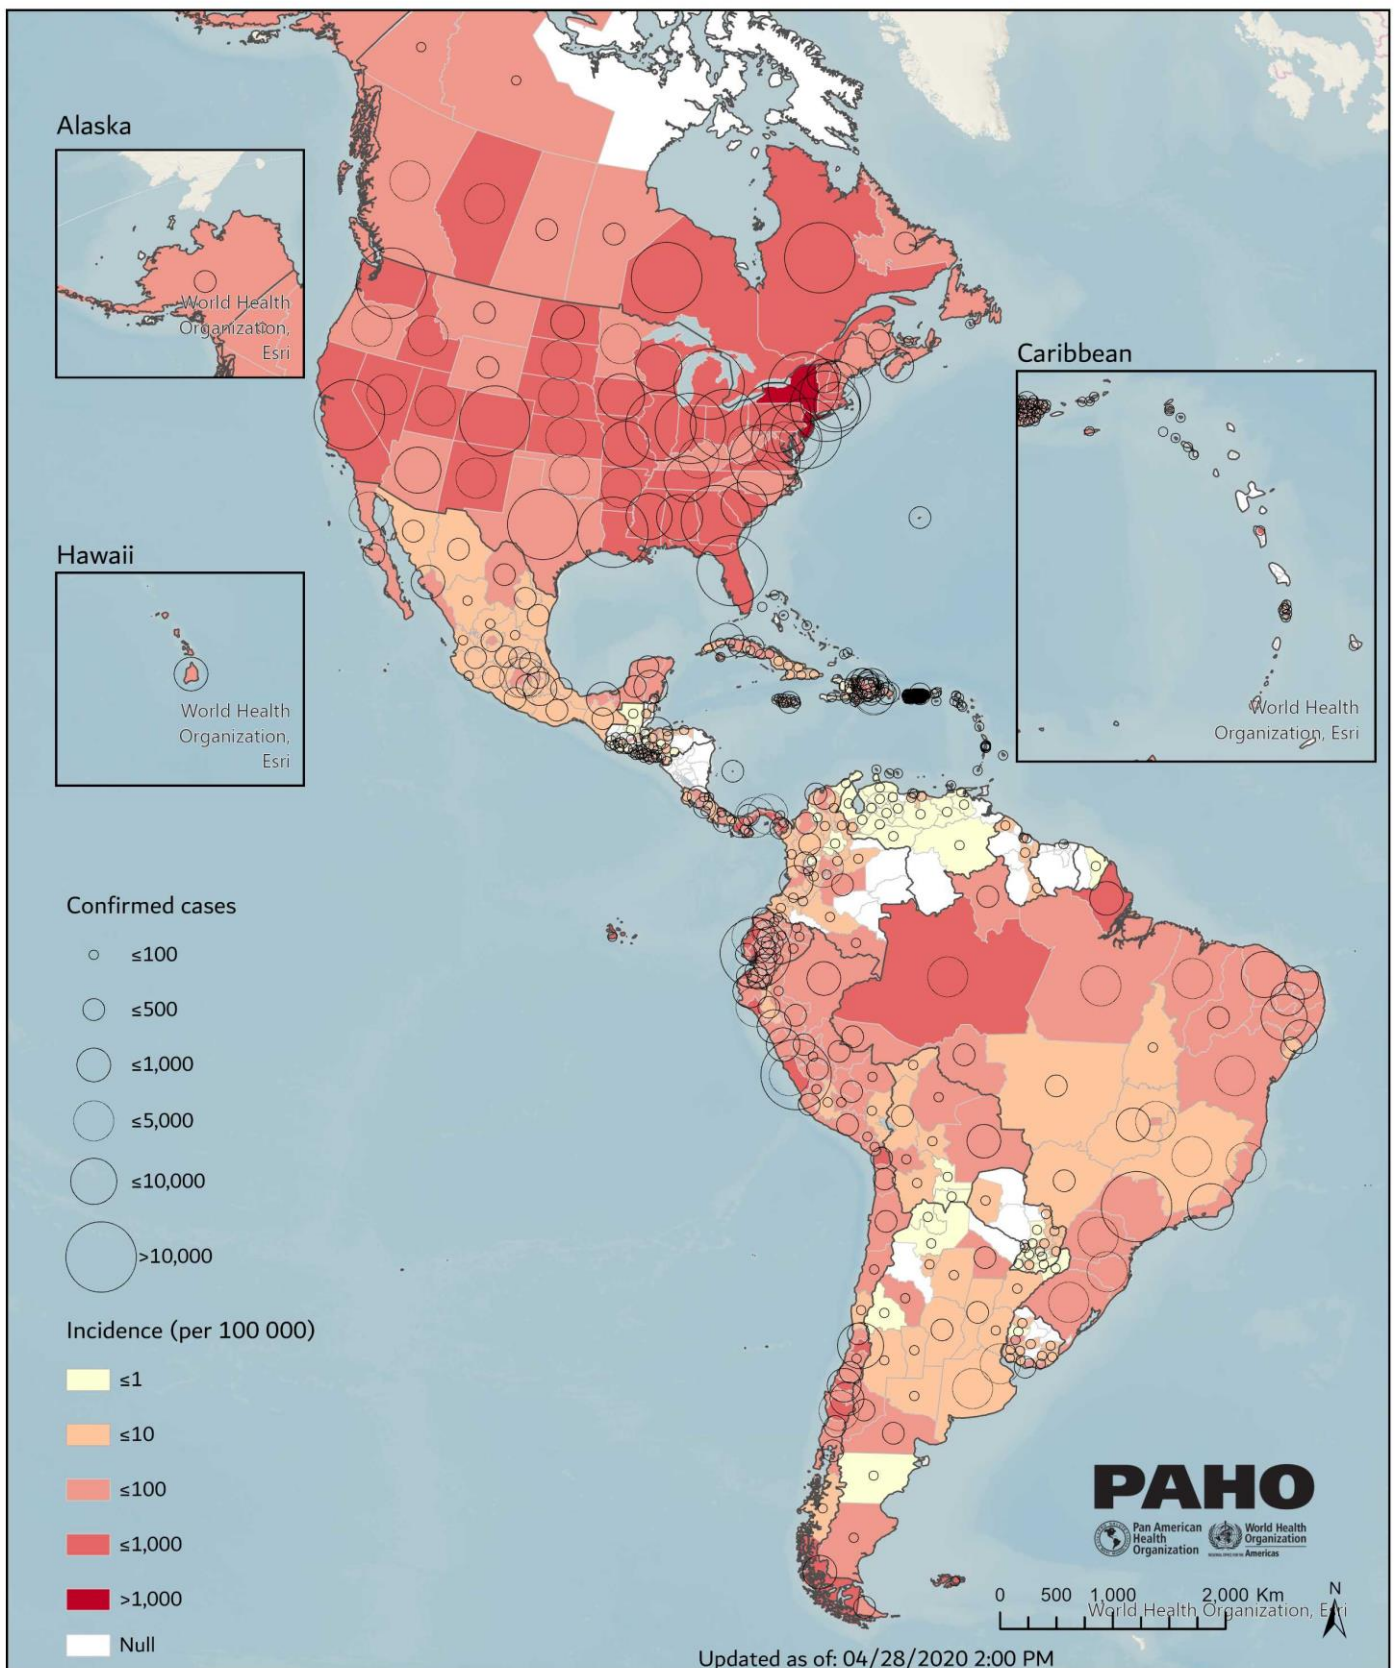 Alaska
World Health
Organization,
Esri
Caribbean
World Health
Organization, Esri
Hawaii
World Health
Organization,
Esri
Confirmed cases
≤100
≤500
≤1,000
≤5,000
≤10,000
>10,000
Incidence (per 100 000)
≤1
≤10
≤100
≤1,000
>1,000
Null
PAHO
Pan American
Health
Organization
World Health
Organization
Americas
0 500 1,000 2,000 Km
N
World Health Organization, Esri
Updated as of: 04/28/2020 2:00 PM